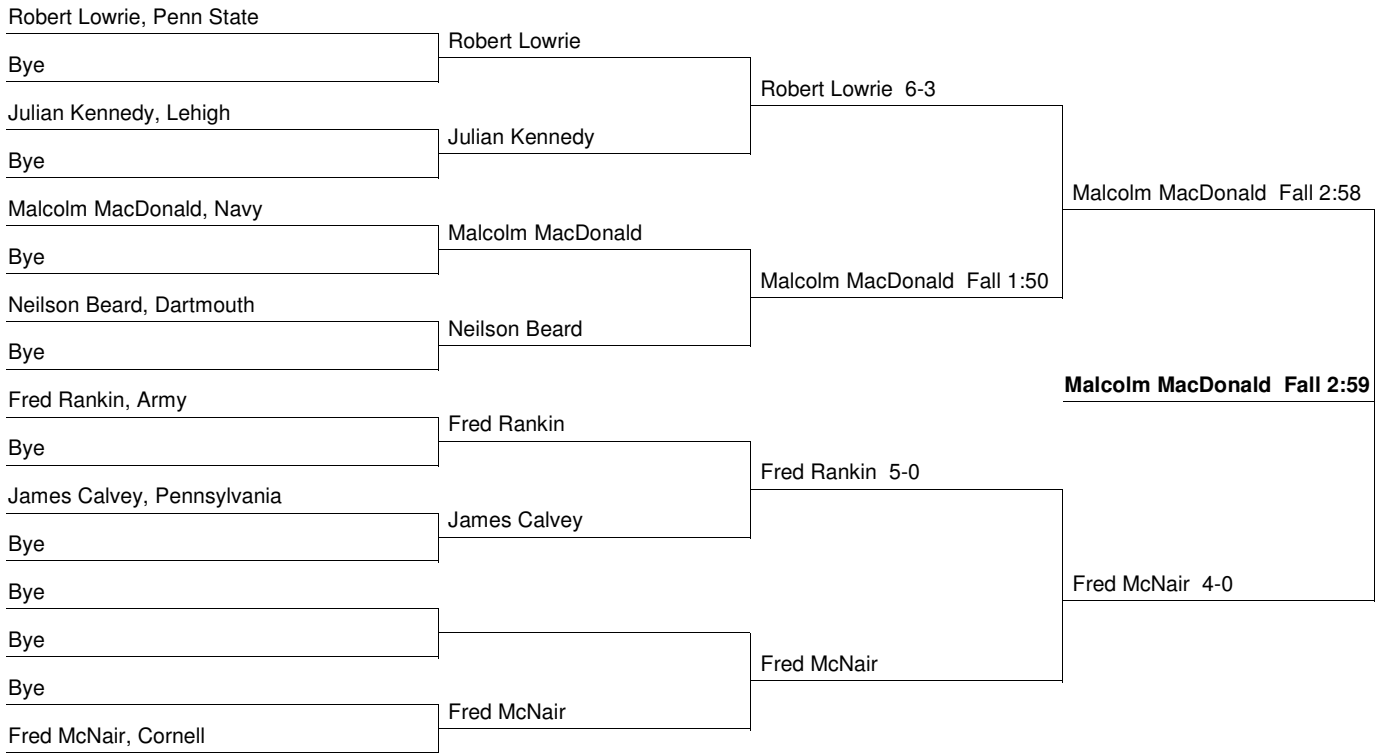 Robert Lowrie, Penn State
Bye
Julian Kennedy, Lehigh
Bye
Malcolm MacDonald, Navy
Bye
Neilson Beard, Dartmouth
Bye
Fred Rankin, Army
Bye
James Calvey, Pennsylvania
Bye
Bye
Bye
Bye
Fred McNair, Cornell
Robert Lowrie
Julian Kennedy
Malcolm MacDonald
Neilson Beard
Fred Rankin
James Calvey
Fred McNair
Robert Lowrie 6-3
Malcolm MacDonald Fall 1:50
Fred Rankin 5-0
Fred McNair
Malcolm MacDonald Fall 2:58
Fred McNair 4-0
Malcolm MacDonald Fall 2:59